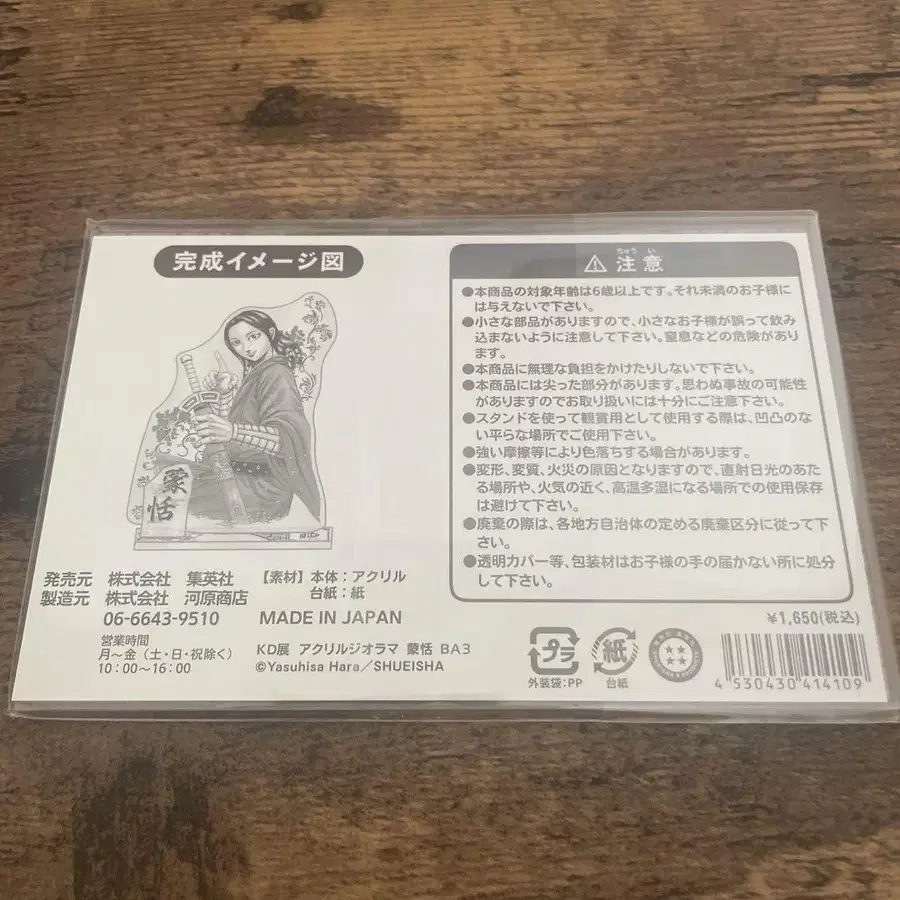 完成イメージ図
蒙恬
発売元 株式会社 集英社
製造元 株式会社 河原商店
06-6643-9510
営業時間
月〜金(土・日・祝除く)
10:00〜16:00
【素材】本体:アクリル
台紙:紙
MADE IN JAPAN
KD展 アクリルジオラマ 蒙恬 BA3
©Yasuhisa Hara/SHUEISHA
ちゅう い
⚠ 注意
●本商品の対象年齢は6歳以上です。それ未満のお子様に
は与えないで下さい。
●小さな部品がありますので、小さなお子様が誤って飲み
込まないように注意して下さい。窒息などの危険があり
ます。
●本商品に無理な負担をかけたりしないで下さい。
●本商品には尖った部分があります。思わぬ事故の可能性
がありますのでお取り扱いには十分にご注意下さい。
●スタンドを使って観賞用として使用する際は、凹凸のな
い平らな場所でご使用下さい。
●強い摩擦等により色落ちする場合があります。
●変形、変質、火災の原因となりますので、直射日光のあた
る場所や、火気の近く、高温多湿になる場所での使用保存
は避けて下さい。
●廃棄の際は、各地方自治体の定める廃棄区分に従って下
さい。
●透明カバー等、包装材はお子様の手の届かない所に処分
して下さい。
¥1,650(税込)
プラ
外装袋:PP
紙
台紙
4 530430 414109